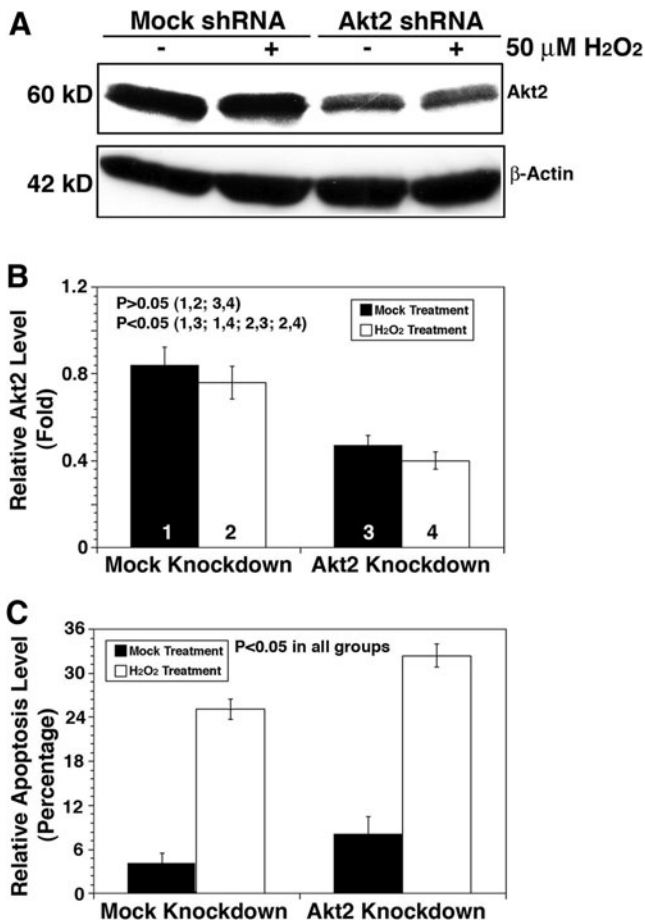 A
Mock shRNA Akt2 shRNA
- + - + 50 µM H2O2
60 kD Akt2
42 kD β-Actin
B
Relative Akt2 Level
(Fold)
1.2
0.8
0.4
0
P>0.05 (1,2; 3,4)
P<0.05 (1,3; 1,4; 2,3; 2,4)
Mock Treatment
H2O2 Treatment
1 2 3 4
Mock Knockdown Akt2 Knockdown
C
Relative Apoptosis Level
(Percentage)
36
30
24
18
12
6
0
Mock Treatment
H2O2 Treatment
P<0.05 in all groups
Mock Knockdown Akt2 Knockdown